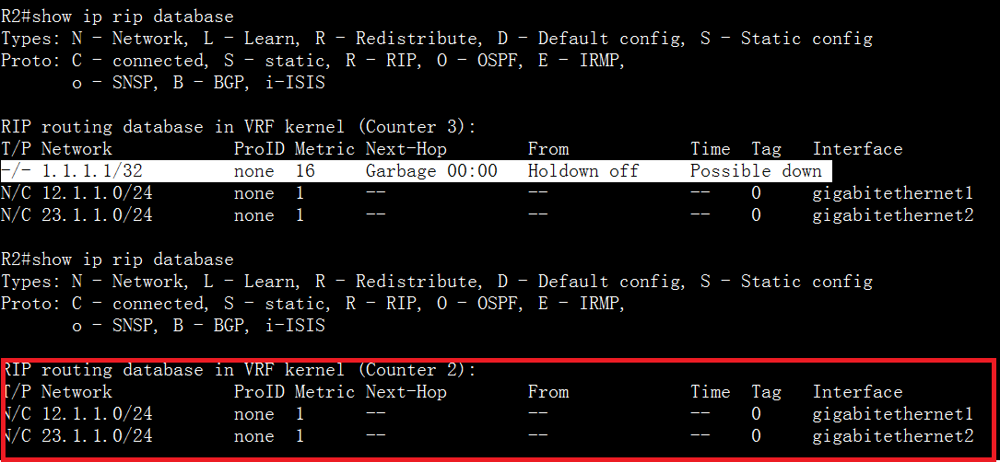 R2#show ip rip database
Types: N - Network, L - Learn, R - Redistribute, D - Default config, S - Static config
Proto: C - connected, S - static, R - RIP, O - OSPF, E - IRMP,
o - SNSP, B - BGP, i-ISIS
RIP routing database in VRF kernel (Counter 3):
T/P Network ProID Metric Next-Hop From Time Tag Interface
-/- 1.1.1.1/32 none 16 Garbage 00:00 Holdown off Possible down
N/C 12.1.1.0/24 none 1 -- -- -- 0 gigabitethernet1
N/C 23.1.1.0/24 none 1 -- -- -- 0 gigabitethernet2
R2#show ip rip database
Types: N - Network, L - Learn, R - Redistribute, D - Default config, S - Static config
Proto: C - connected, S - static, R - RIP, O - OSPF, E - IRMP,
o - SNSP, B - BGP, i-ISIS
RIP routing database in VRF kernel (Counter 2):
T/P Network ProID Metric Next-Hop From Time Tag Interface
N/C 12.1.1.0/24 none 1 -- -- -- 0 gigabitethernet1
N/C 23.1.1.0/24 none 1 -- -- -- 0 gigabitethernet2